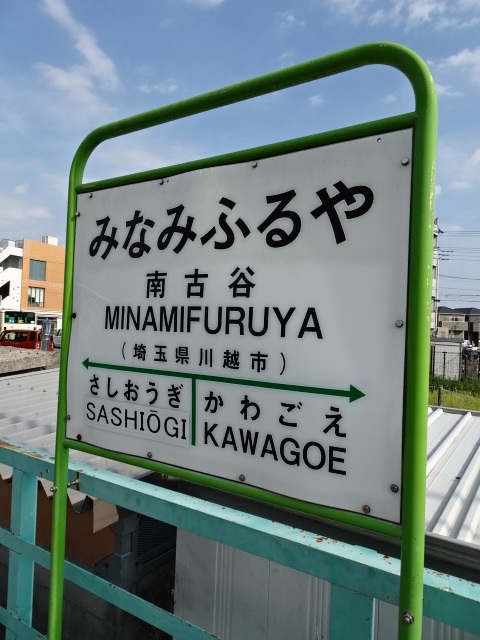 みなみふるや
南古谷
MINAMIFURUYA
(埼玉県川越市)
さしおうぎ
SASHIŌGI
かわごえ
KAWAGOE